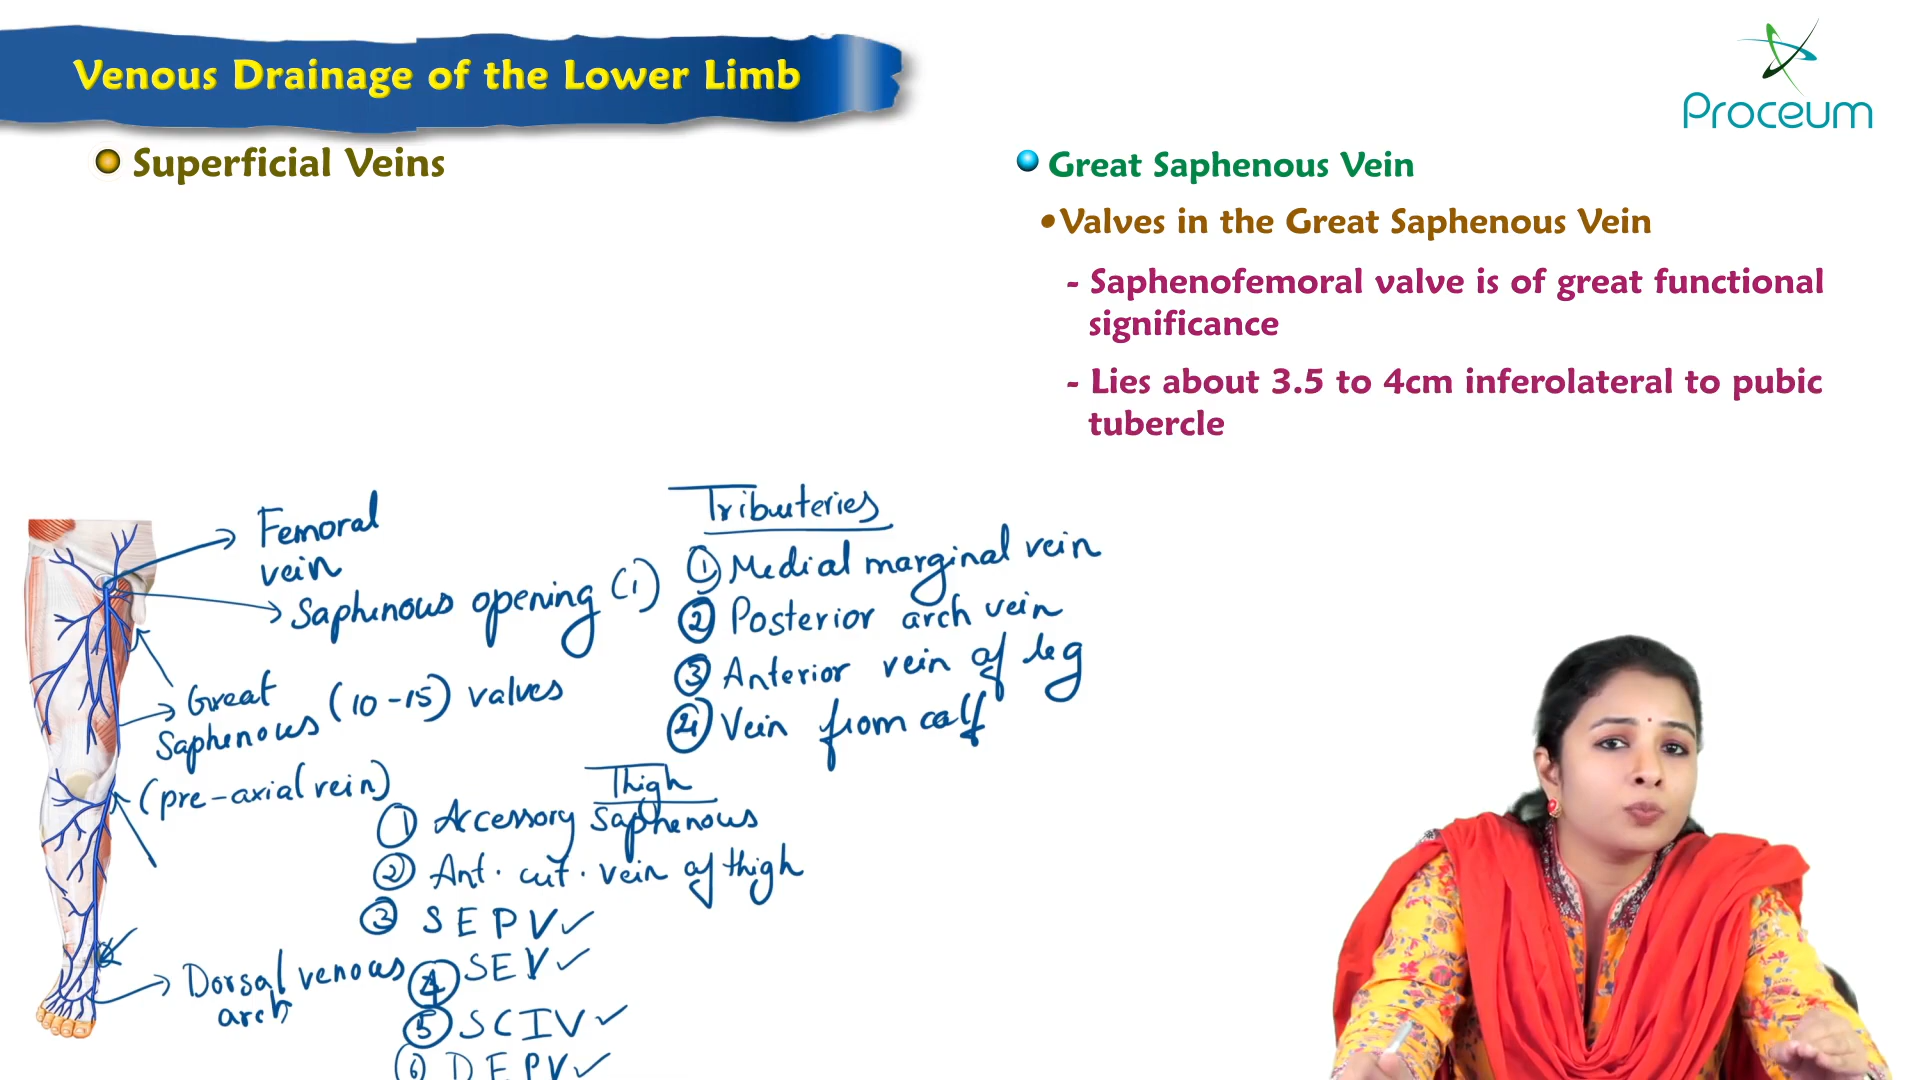 Venous Drainage of the Lower Limb
Proceum
Superficial Veins
Great Saphenous Vein
•Valves in the Great Saphenous Vein
- Saphenofemoral valve is of great functional
significance
- Lies about 3.5 to 4cm inferolateral to pubic
tubercle
Femoral
vein
Saphenous opening (1)
Great
Saphenous (10-15) valves
(pre-axial vein)
Dorsal venous
arch
Tributeries
① Medial marginal vein
② Posterior arch vein
③ Anterior vein of leg
④ Vein from calf
Thigh
① Accessory Saphenous
② Ant. cut. vein of thigh
③ SEPV ✓
④ SEV ✓
⑤ SCIV ✓
⑥ DEPV ✓